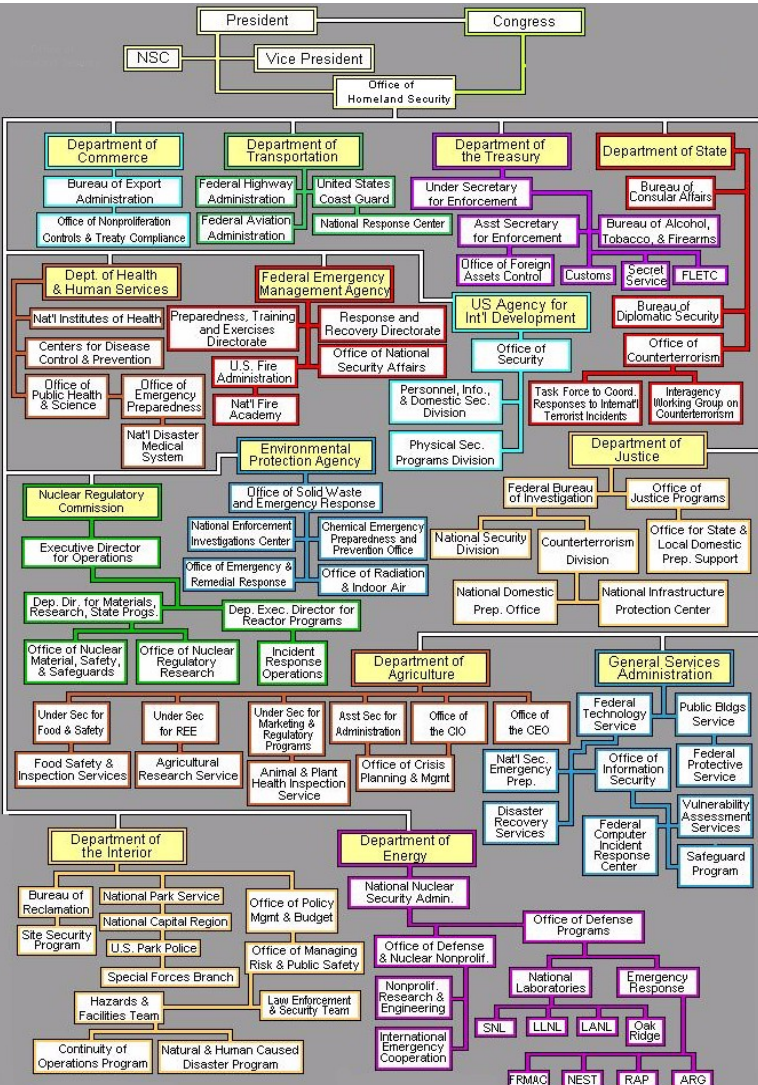 President
Congress
NSC
Vice President
Office of
Homeland Security
Department of
Commerce
Bureau of Export
Administration
Office of Nonproliferation
Controls & Treaty Compliance
Department of
Transportation
Federal Highway
Administration
United States
Coast Guard
Federal Aviation
Administration
National Response Center
Department of
the Treasury
Under Secretary
for Enforcement
Asst Secretary
for Enforcement
Bureau of Alcohol,
Tobacco, & Firearms
Office of Foreign
Assets Control
Customs
Secret
Service
FLETC
Department of State
Bureau of
Consular Affairs
Bureau of
Diplomatic Security
Office of
Counterterrorism
Task Force to Coord.
Responses to Internat'l
Terrorist Incidents
Interagency
Working Group on
Counterterrorism
Dept. of Health
& Human Services
Nat'l Institutes of Health
Centers for Disease
Control & Prevention
Office of
Public Health
& Science
Office of
Emergency
Preparedness
Nat'l Disaster
Medical
System
Federal Emergency
Management Agency
Preparedness, Training
and Exercises
Directorate
Response and
Recovery Directorate
U.S. Fire
Administration
Office of National
Security Affairs
Nat'l Fire
Academy
US Agency for
Int'l Development
Office of
Security
Personnel, Info.,
& Domestic Sec.
Division
Physical Sec.
Programs Division
Environmental
Protection Agency
Office of Solid Waste
and Emergency Response
National Enforcement
Investigations Center
Chemical Emergency
Preparedness and
Prevention Office
Office of Emergency &
Remedial Response
Office of Radiation
& Indoor Air
Department of
Justice
Federal Bureau
of Investigation
Office of
Justice Programs
National Security
Division
Counterterrorism
Division
Office for State &
Local Domestic
Prep. Support
National Domestic
Prep. Office
National Infrastructure
Protection Center
Nuclear Regulatory
Commission
Executive Director
for Operations
Dep. Dir. for Materials,
Research, State Progs.
Dep. Exec. Director for
Reactor Programs
Office of Nuclear
Material, Safety,
& Safeguards
Office of Nuclear
Regulatory
Research
Incident
Response
Operations
Department of
Agriculture
Under Sec for
Food & Safety
Under Sec
for REE
Under Sec for
Marketing &
Regulatory
Programs
Asst Sec for
Administration
Office of
the CIO
Office of
the CEO
Food Safety &
Inspection Services
Agricultural
Research Service
Animal & Plant
Health Inspection
Service
Office of Crisis
Planning & Mgmt
General Services
Administration
Federal
Technology
Service
Public Bldgs
Service
Nat'l Sec.
Emergency
Prep.
Office of
Information
Security
Federal
Protective
Service
Disaster
Recovery
Services
Federal
Computer
Incident
Response
Center
Vulnerability
Assessment
Services
Safeguard
Program
Department of
the Interior
Bureau of
Reclamation
Site Security
Program
National Park Service
National Capital Region
U.S. Park Police
Special Forces Branch
Office of Policy
Mgmt & Budget
Office of Managing
Risk & Public Safety
Hazards &
Facilities Team
Law Enforcement
& Security Team
Continuity of
Operations Program
Natural & Human Caused
Disaster Program
Department of
Energy
National Nuclear
Security Admin.
Office of Defense
& Nuclear Nonprolif.
Office of Defense
Programs
Nonprolif.
Research &
Engineering
International
Emergency
Cooperation
National
Laboratories
Emergency
Response
SNL
LLNL
LANL
Oak
Ridge
FRMAC
NEST
RAP
ARG